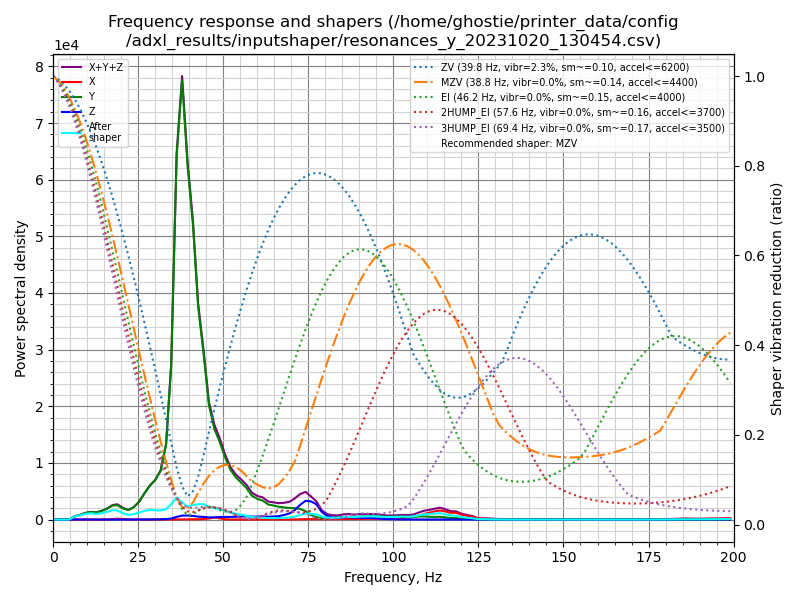 Frequency response and shapers (/home/ghostie/printer_data/config
/adxl_results/inputshaper/resonances_y_20231020_130454.csv)
1e4
X+Y+Z
X
Y
Z
After
shaper
ZV (39.8 Hz, vibr=2.3%, sm~=0.10, accel<=6200)
MZV (38.8 Hz, vibr=0.0%, sm~=0.14, accel<=4400)
EI (46.2 Hz, vibr=0.0%, sm~=0.15, accel<=4000)
2HUMP_EI (57.6 Hz, vibr=0.0%, sm~=0.16, accel<=3700)
3HUMP_EI (69.4 Hz, vibr=0.0%, sm~=0.17, accel<=3500)
Recommended shaper: MZV
Power spectral density
8
7
6
5
4
3
2
1
0
1.0
0.8
0.6
0.4
0.2
0.0
Shaper vibration reduction (ratio)
0 25 50 75 100 125 150 175 200
Frequency, Hz